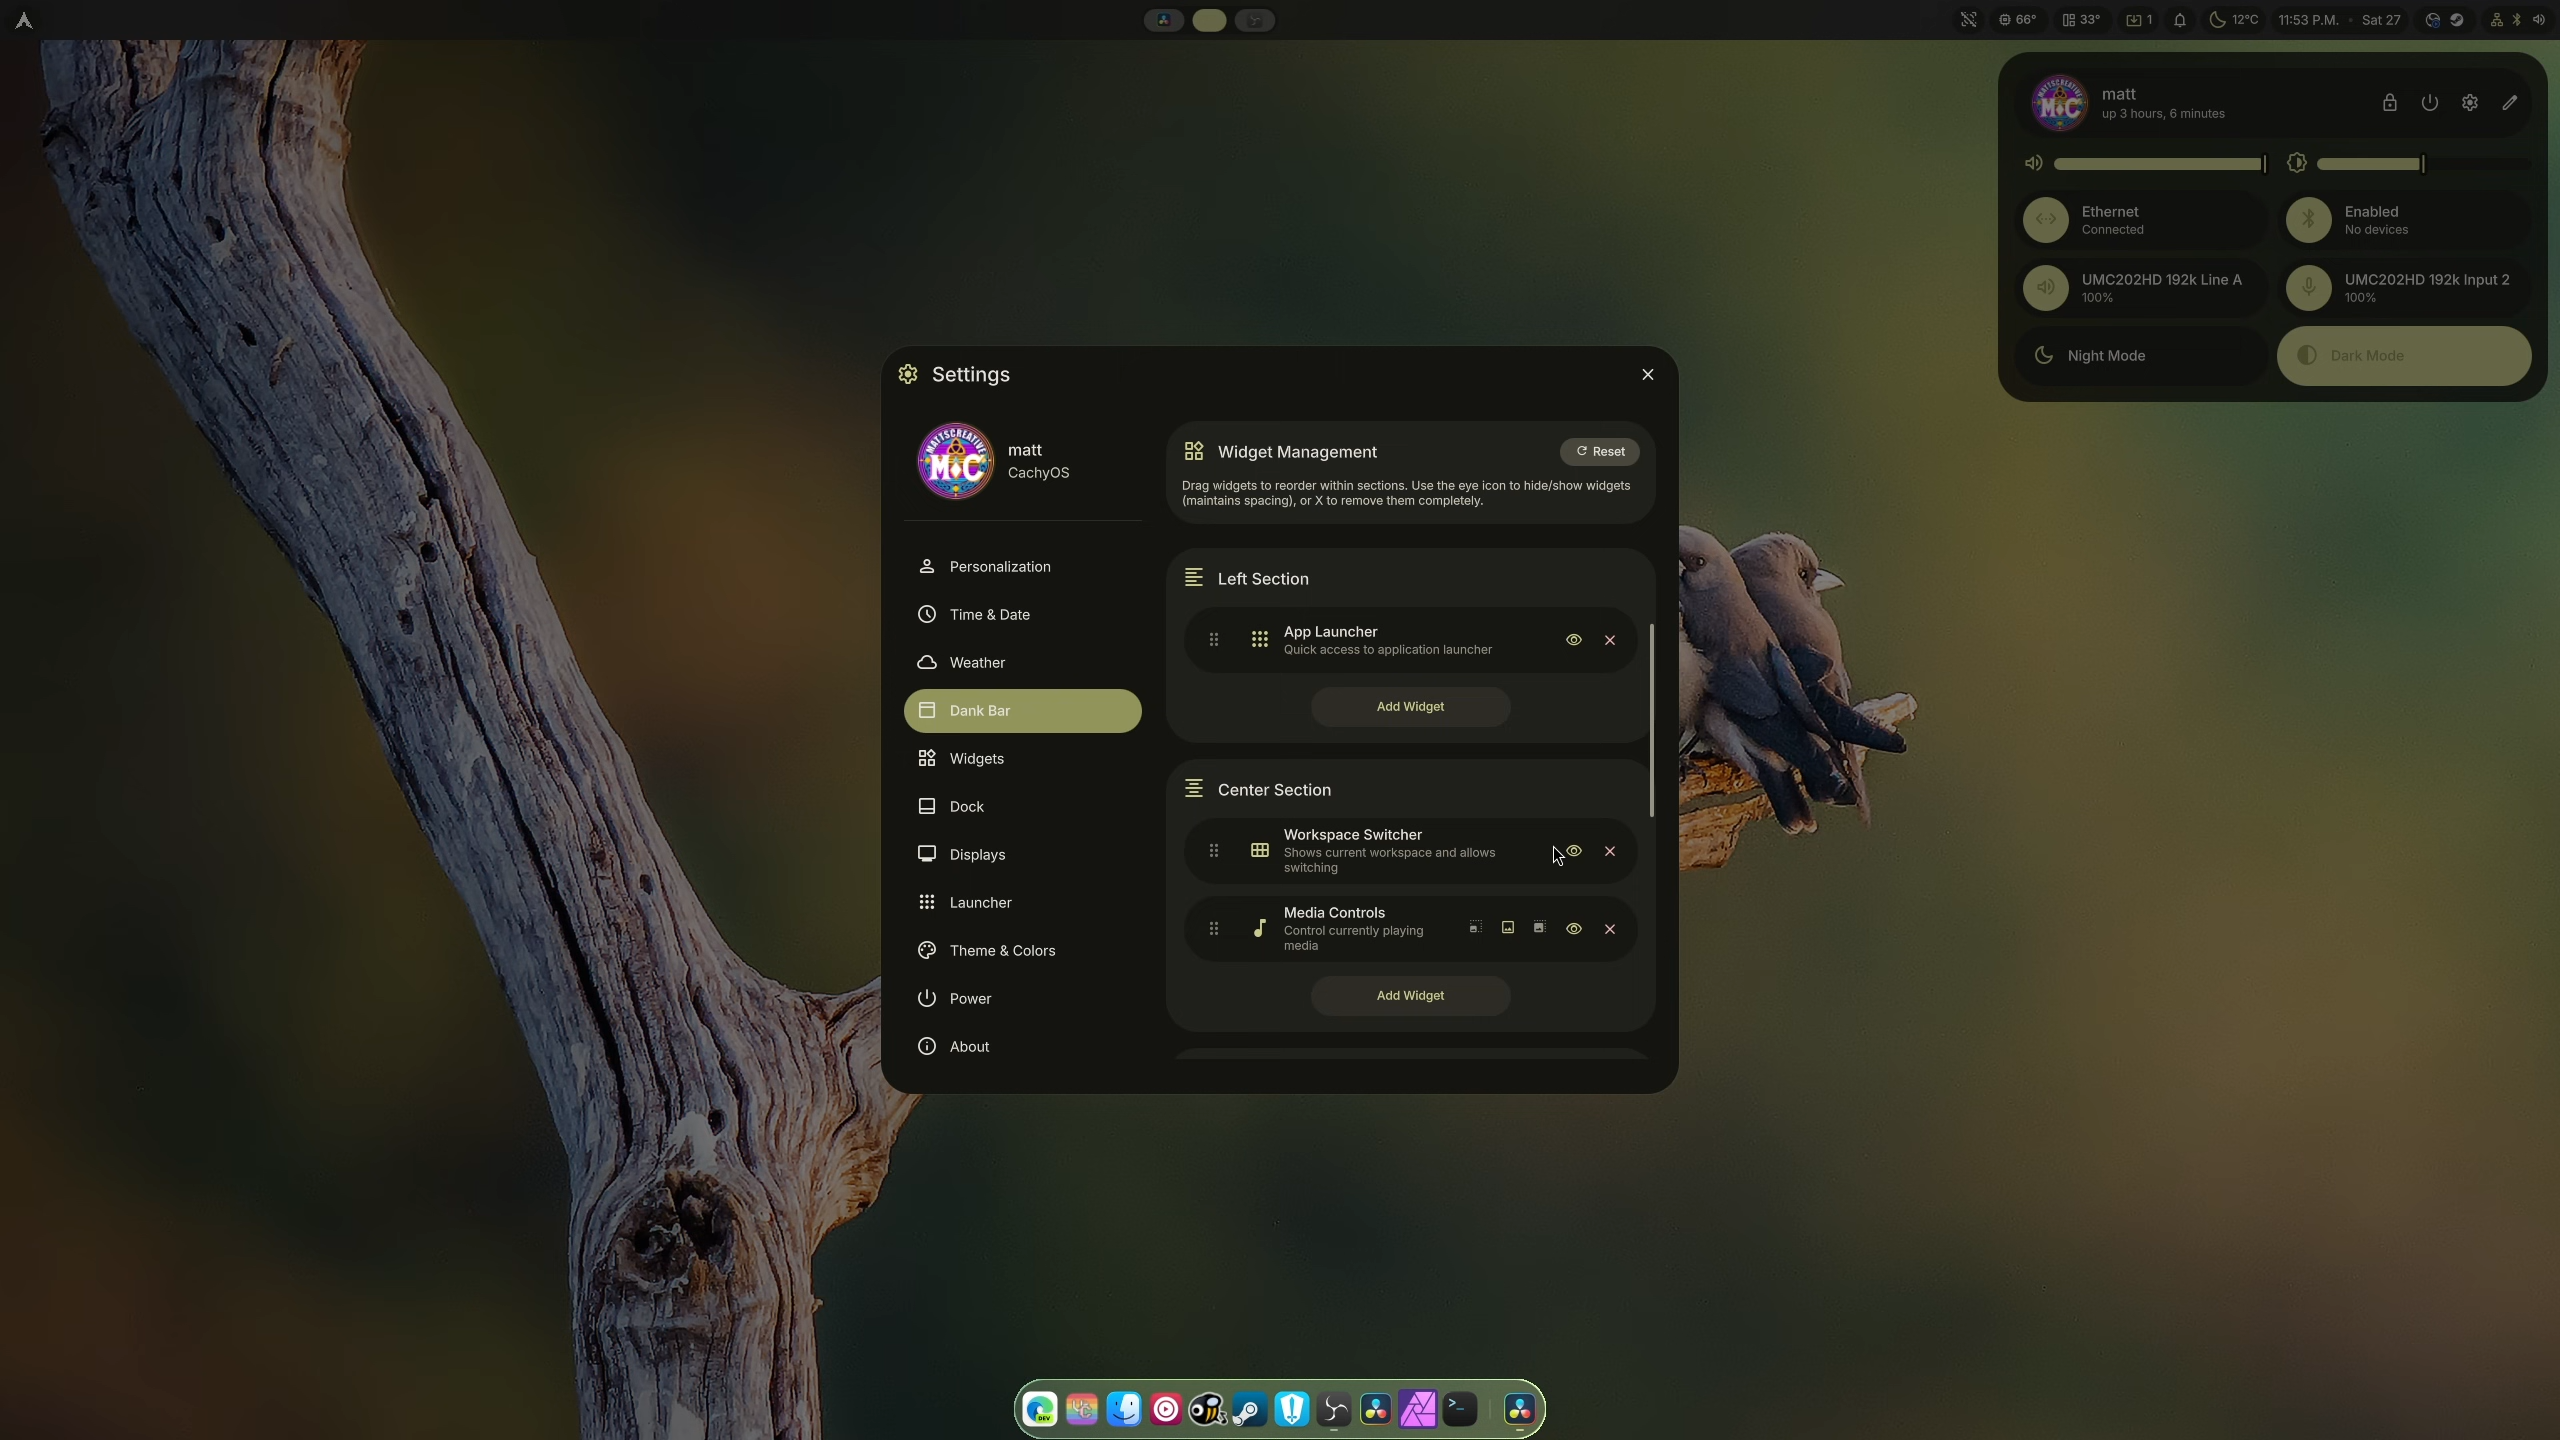 66°
33°
1
12°C
11:53 P.M. • Sat 27
matt
up 3 hours, 6 minutes
Ethernet
Connected
Enabled
No devices
UMC202HD 192k Line A
100%
UMC202HD 192k Input 2
100%
Night Mode
Dark Mode
Settings
MATTSCREATIVE
M C
matt
CachyOS
Personalization
Time & Date
Weather
Dank Bar
Widgets
Dock
Displays
Launcher
Theme & Colors
Power
About
Widget Management
Reset
Drag widgets to reorder within sections. Use the eye icon to hide/show widgets
(maintains spacing), or X to remove them completely.
Left Section
App Launcher
Quick access to application launcher
Add Widget
Center Section
Workspace Switcher
Shows current workspace and allows
switching
Media Controls
Control currently playing
media
Add Widget
DEV